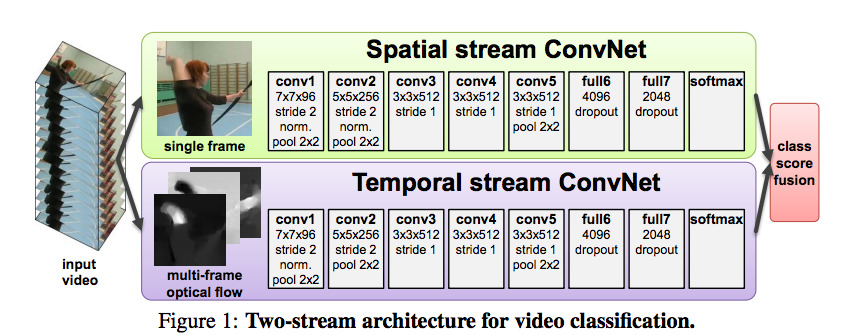 Spatial stream ConvNet
conv1
7x7x96
stride 2
norm.
pool 2x2
conv2
5x5x256
stride 2
norm.
pool 2x2
conv3
3x3x512
stride 1
conv4
3x3x512
stride 1
conv5
3x3x512
stride 1
pool 2x2
full6
4096
dropout
full7
2048
dropout
softmax
single frame
Temporal stream ConvNet
conv1
7x7x96
stride 2
norm.
pool 2x2
conv2
5x5x256
stride 2
pool 2x2
conv3
3x3x512
stride 1
conv4
3x3x512
stride 1
conv5
3x3x512
stride 1
pool 2x2
full6
4096
dropout
full7
2048
dropout
softmax
multi-frame
optical flow
input
video
class
score
fusion
Figure 1: Two-stream architecture for video classification.